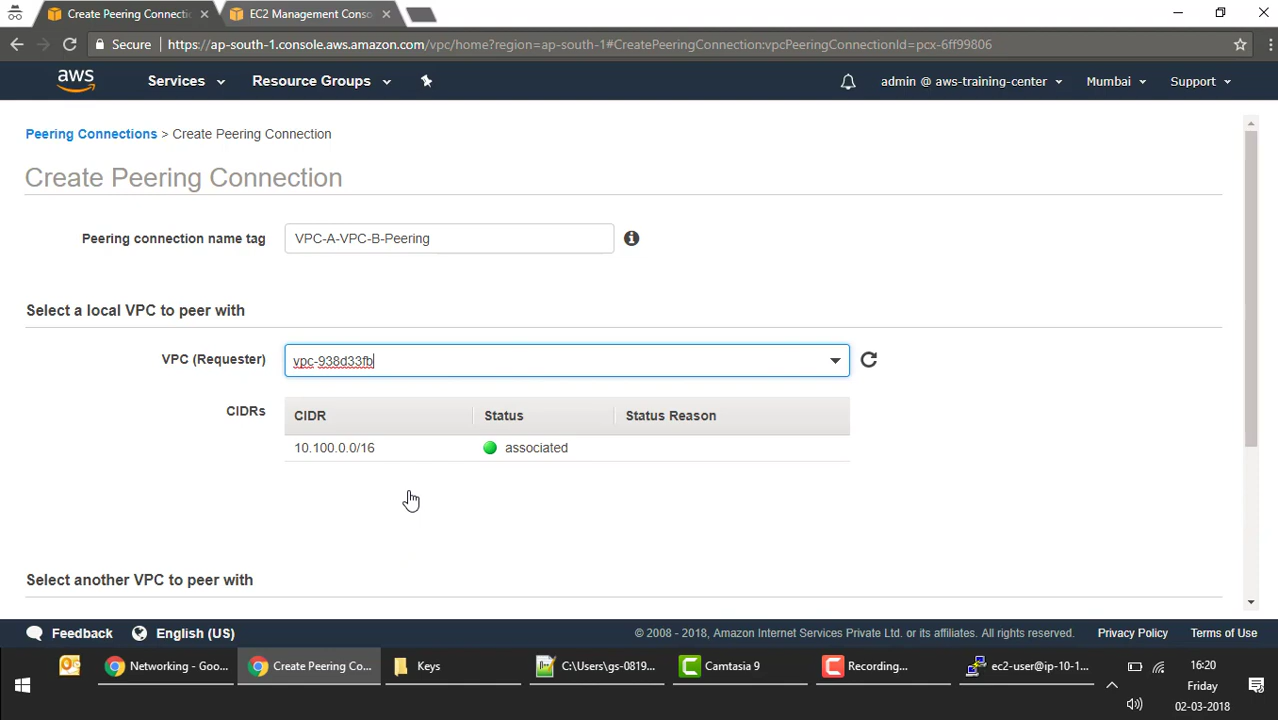 Create Peering Connectio
EC2 Management Conso
Secure
https://ap-south-1.console.aws.amazon.com/vpc/home?region=ap-south-1#CreatePeeringConnection:vpcPeeringConnectionId=pcx-6ff99806
aws
Services
Resource Groups
admin @ aws-training-center
Mumbai
Support
Peering Connections > Create Peering Connection
Create Peering Connection
Peering connection name tag
VPC-A-VPC-B-Peering
Select a local VPC to peer with
VPC (Requester)
vpc-938d33fb
CIDRs
CIDR Status Status Reason
10.100.0.0/16 associated
Select another VPC to peer with
Feedback
English (US)
© 2008 - 2018, Amazon Internet Services Private Ltd. or its affiliates. All rights reserved.
Privacy Policy
Terms of Use
Networking - Goo...
Create Peering Co...
Keys
C:\Users\gs-0819...
Camtasia 9
Recording...
ec2-user@ip-10-1...
16:20
Friday
02-03-2018